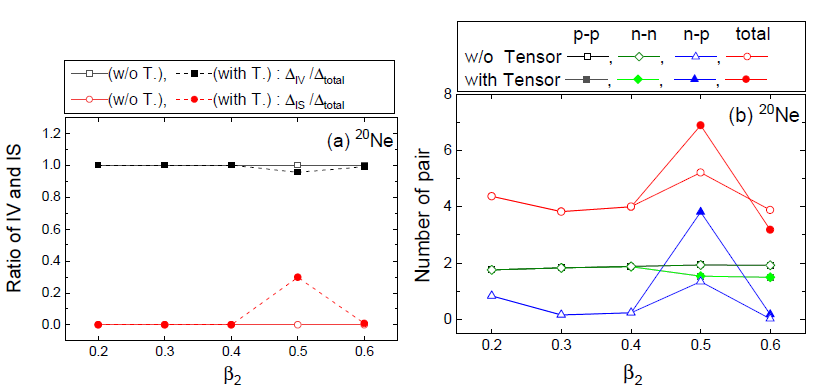 (w/o T.), (with T.) : Δ_IV /Δ_total
(w/o T.), (with T.) : Δ_IS /Δ_total
(a) ²⁰Ne
Ratio of IV and IS
1.2
1.0
0.8
0.6
0.4
0.2
0.0
0.2 0.3 0.4 0.5 0.6
β₂
p-p n-n n-p total
w/o Tensor , , ,
with Tensor , , ,
(b) ²⁰Ne
Number of pair
8
6
4
2
0
0.2 0.3 0.4 0.5 0.6
β₂